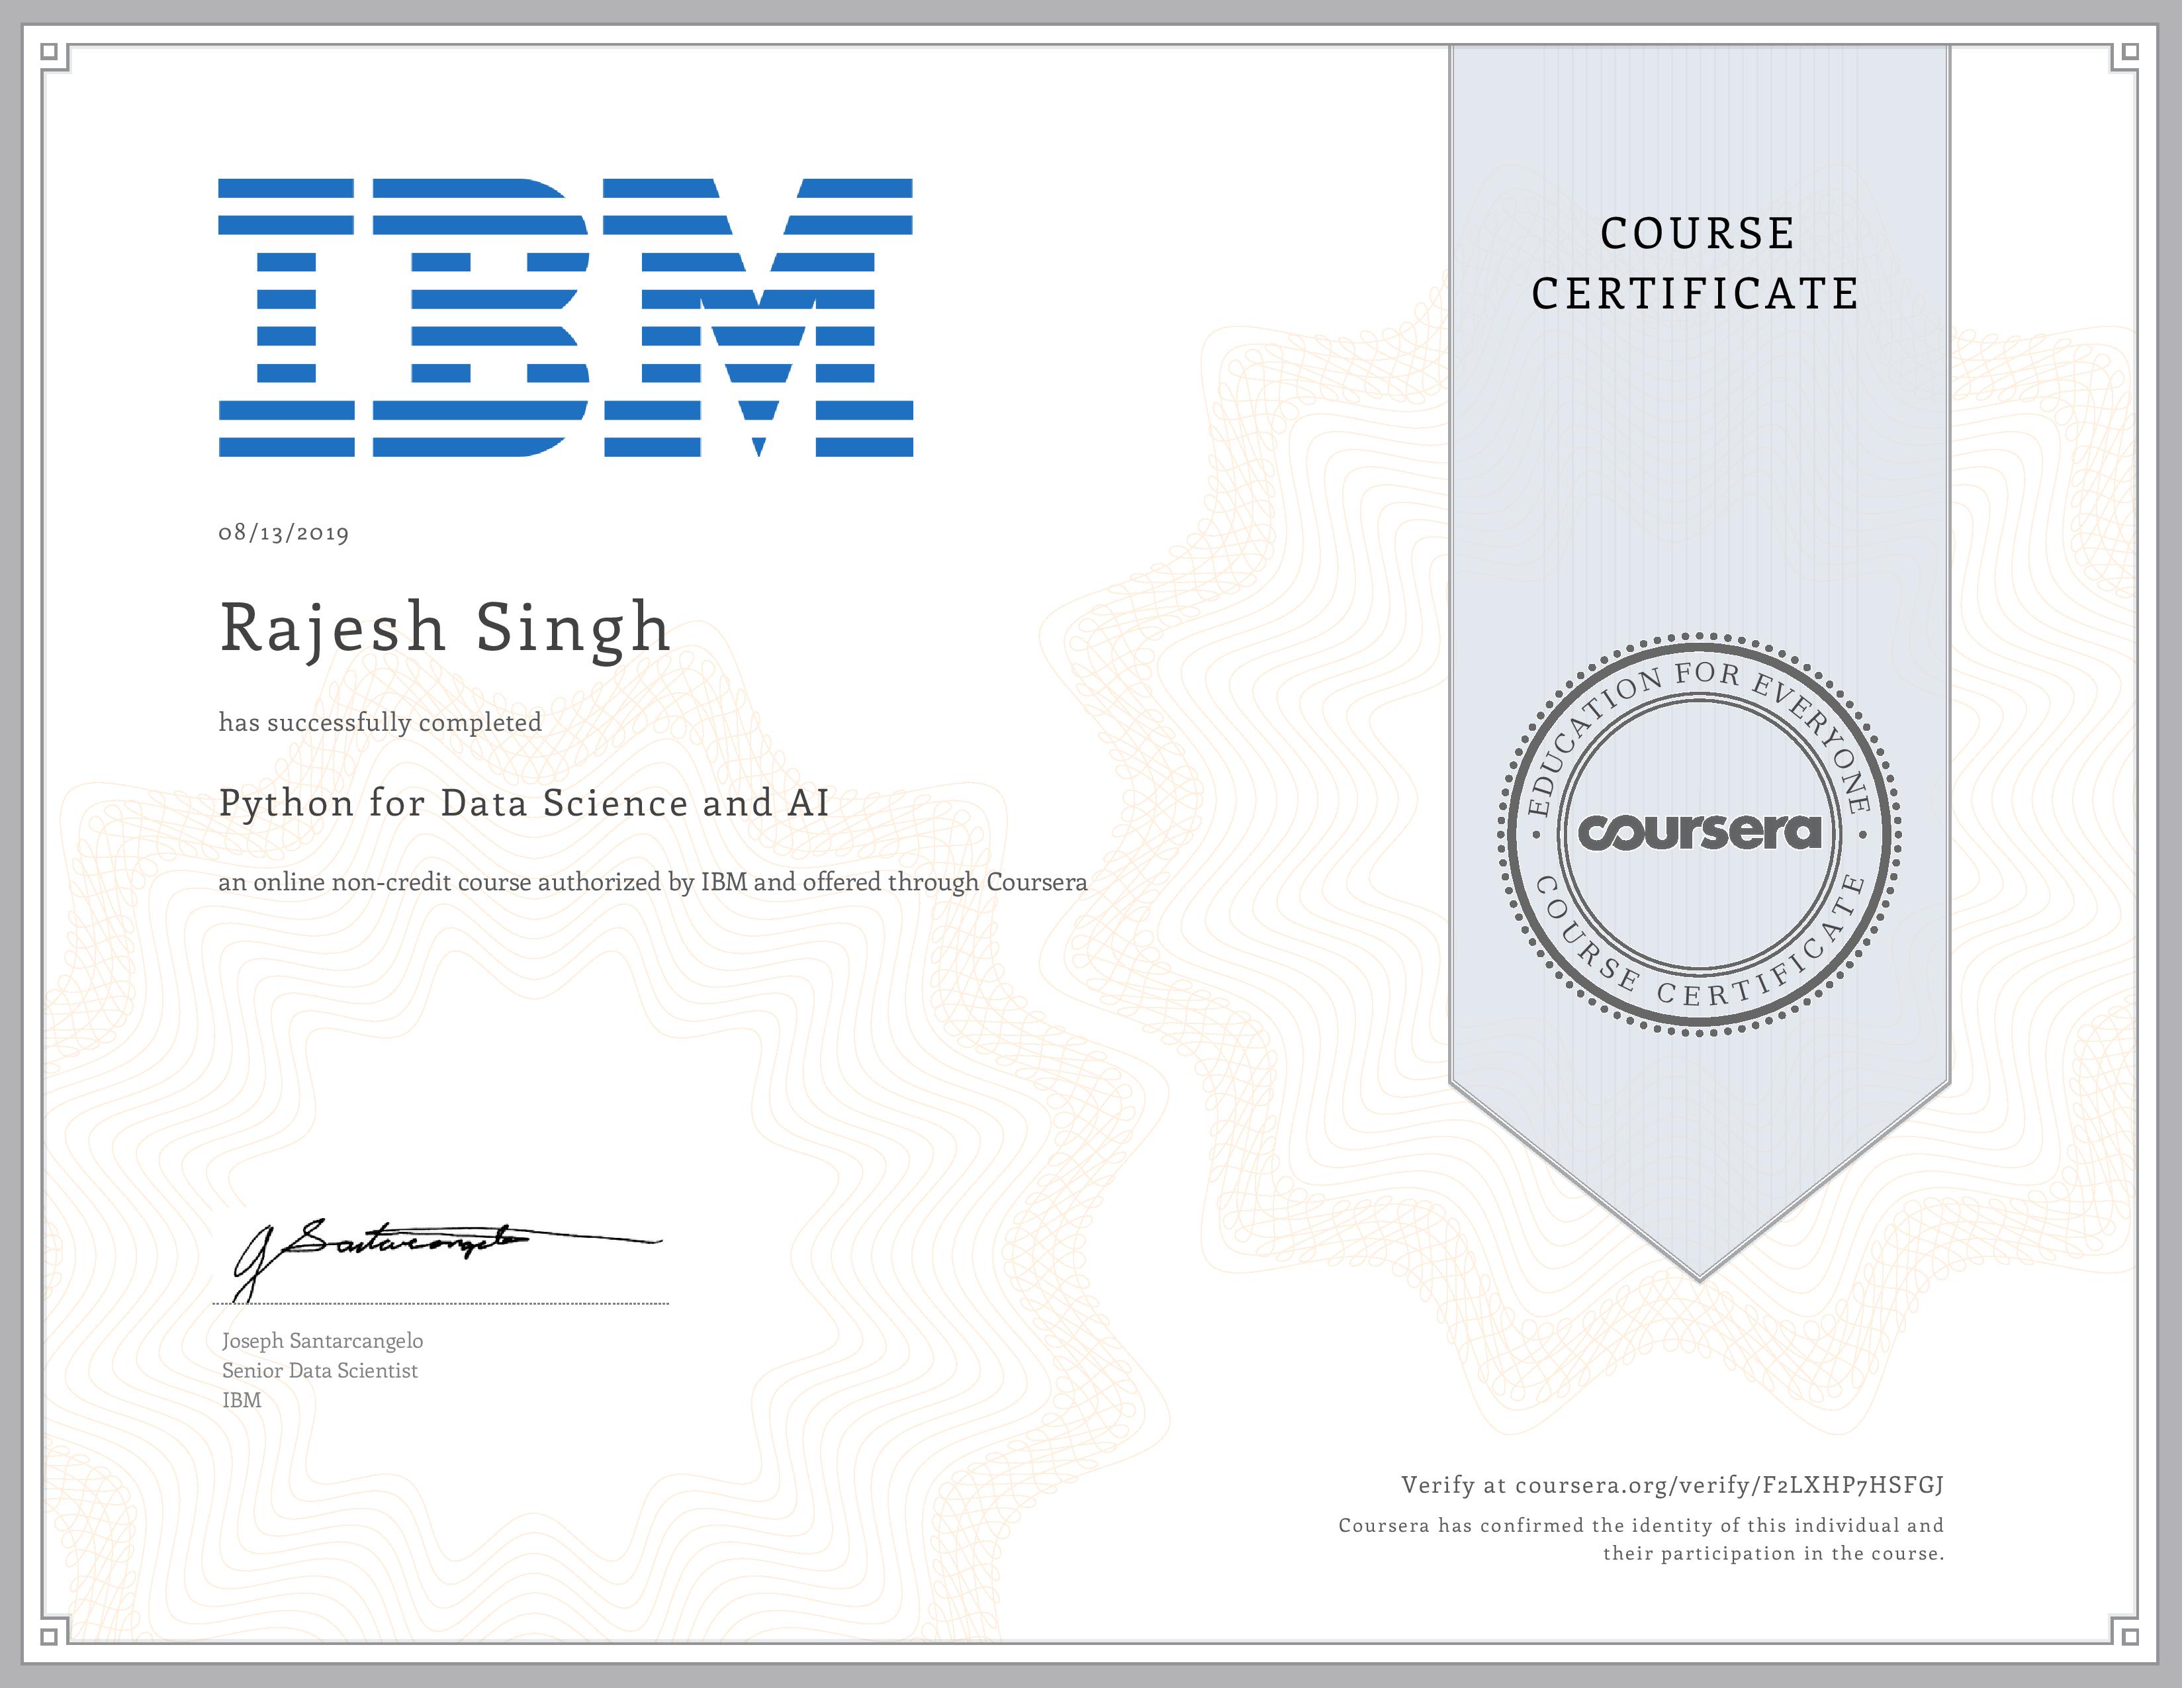 IBM
08/13/2019
Rajesh Singh
has successfully completed
Python for Data Science and AI
an online non-credit course authorized by IBM and offered through Coursera
J Santarcangelo
Joseph Santarcangelo
Senior Data Scientist
IBM
COURSE
CERTIFICATE
EDUCATION FOR EVERYONE
coursera
COURSE CERTIFICATE
Verify at coursera.org/verify/F2LXHP7HSFGJ
Coursera has confirmed the identity of this individual and
their participation in the course.